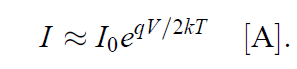 I ≈ I₀e^{qV/2kT} [A].